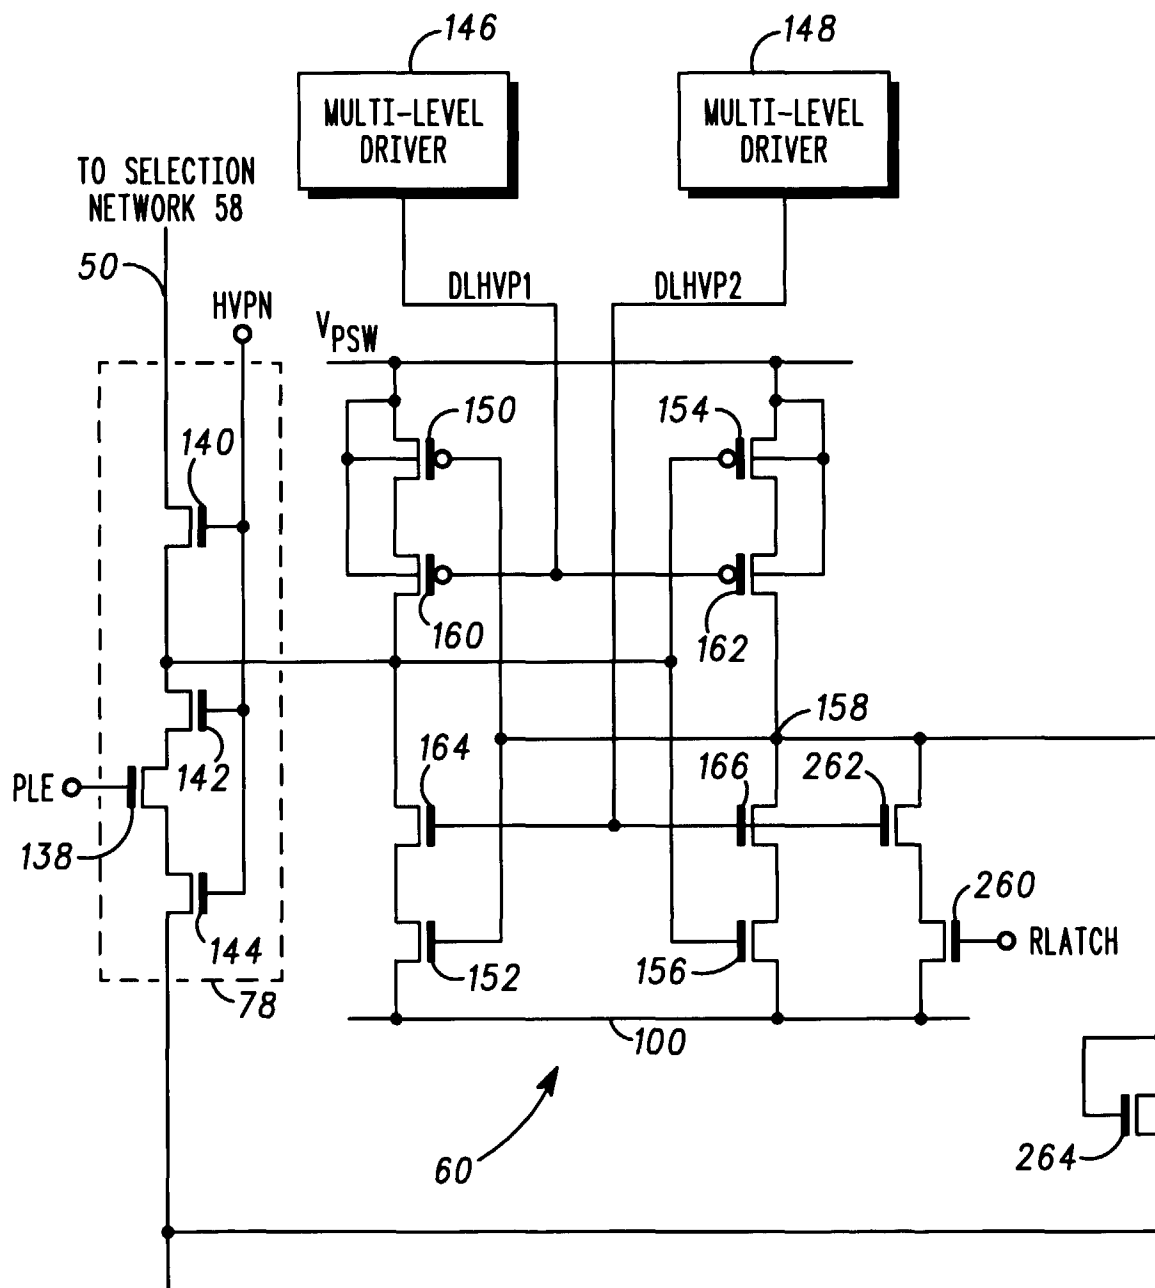 146
148
MULTI-LEVEL
DRIVER
MULTI-LEVEL
DRIVER
TO SELECTION
NETWORK 58
50
HVPN
DLHVP1
DLHVP2
VPSW
150
154
140
160
162
158
164
166
262
142
PLE
138
260
RLATCH
144
152
156
78
100
60
264